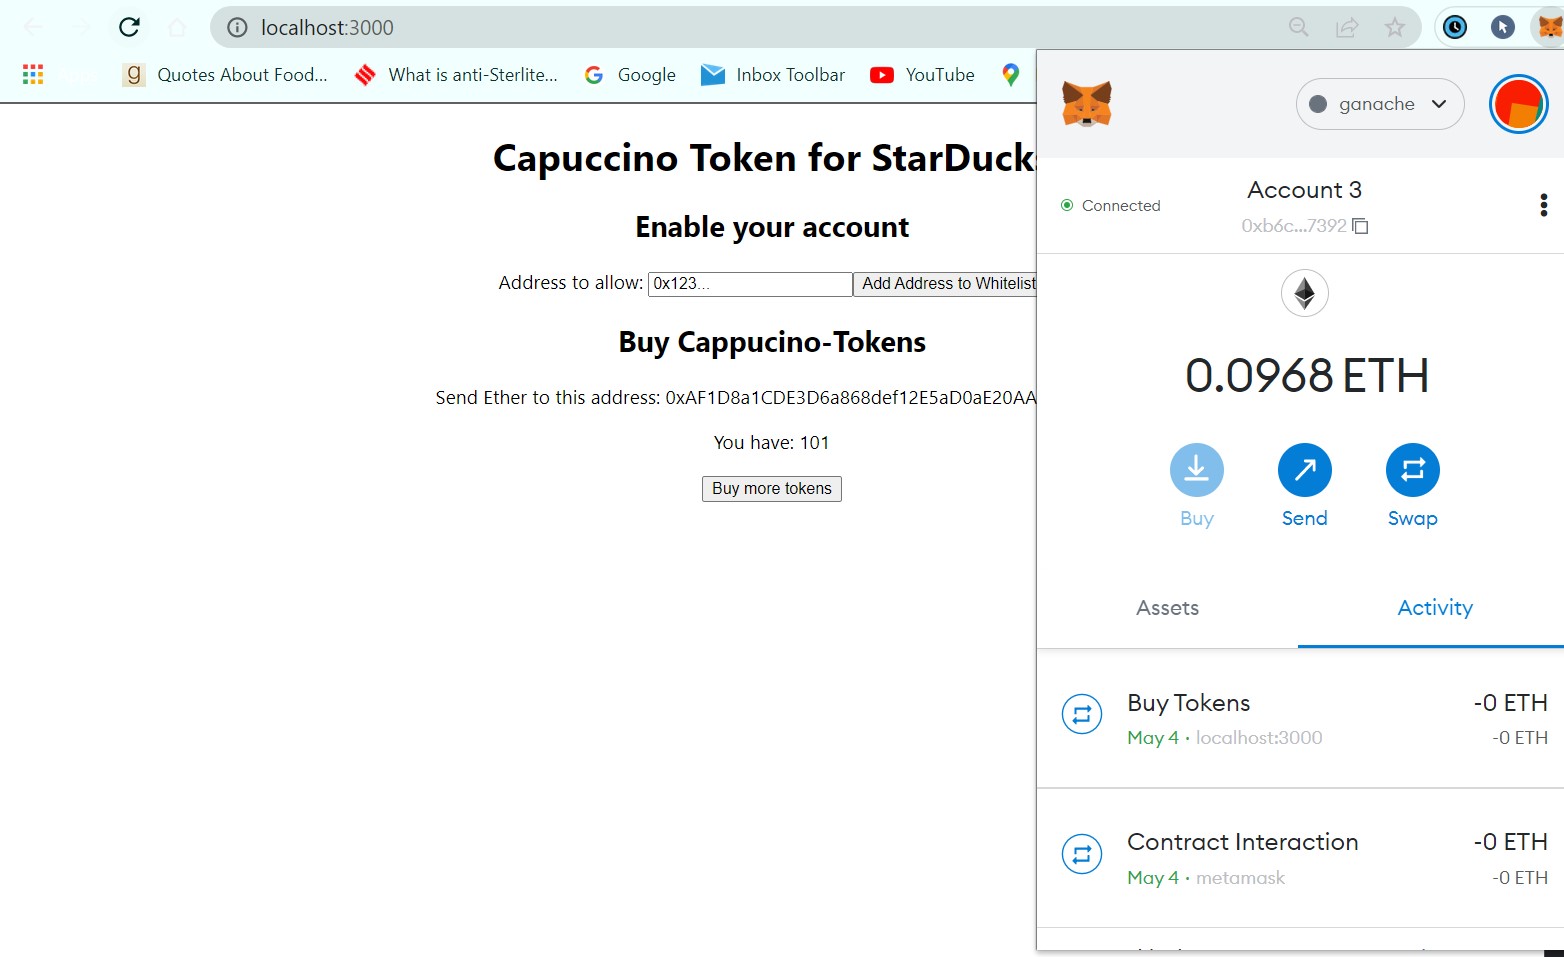 localhost:3000
g Quotes About Food...
What is anti-Sterlite...
Google
Inbox Toolbar
YouTube
Capuccino Token for StarDucks
Enable your account
Address to allow: 0x123... Add Address to Whitelist
Buy Cappucino-Tokens
Send Ether to this address: 0xAF1D8a1CDE3D6a868def12E5aD0aE20AA
You have: 101
Buy more tokens
ganache
Connected
Account 3
0xb6c...7392
0.0968 ETH
Buy
Send
Swap
Assets
Activity
Buy Tokens
-0 ETH
May 4 · localhost:3000
-0 ETH
Contract Interaction
-0 ETH
May 4 · metamask
-0 ETH